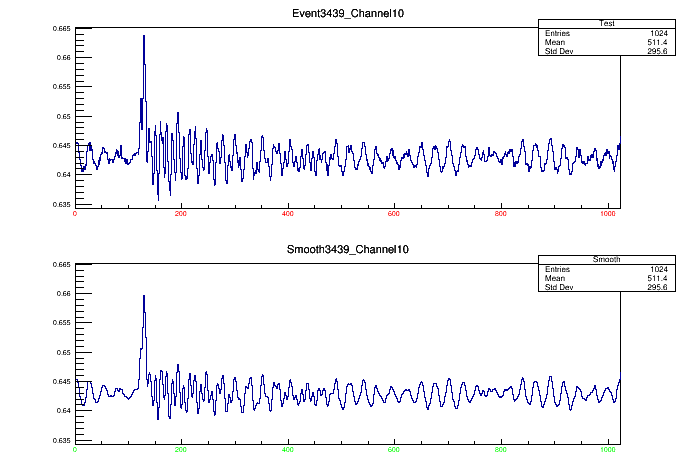 Event3439_Channel10
Test
Entries 1024
Mean 511.4
Std Dev 295.6
0.665
0.66
0.655
0.65
0.645
0.64
0.635
0 200 400 600 800 1000
Smooth3439_Channel10
Smooth
Entries 1024
Mean 511.4
Std Dev 295.6
0.665
0.66
0.655
0.65
0.645
0.64
0.635
0 200 400 600 800 1000